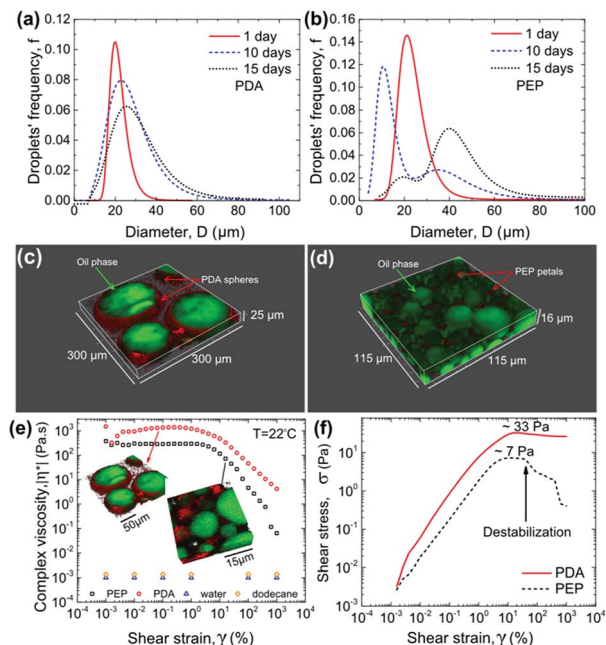 (a)
0.12
0.10
0.08
0.06
0.04
0.02
0.00
Droplets' frequency, f
1 day
10 days
15 days
PDA
0 20 40 60 80 100
Diameter, D (µm)
(b)
0.16
0.14
0.12
0.10
0.08
0.06
0.04
0.02
0.00
Droplets' frequency, f
1 day
10 days
15 days
PEP
0 20 40 60 80 100
Diameter, D (µm)
(c)
Oil phase
PDA spheres
25 µm
300 µm
300 µm
(d)
Oil phase
PEP petals
16 µm
115 µm
115 µm
(e)
T=22°C
10³
10²
10¹
10⁰
10⁻¹
10⁻²
10⁻³
10⁻⁴
Complex viscosity,|η*| (Pa.s)
50µm
15µm
PEP PDA water dodecane
10⁻³ 10⁻² 10⁻¹ 10⁰ 10¹ 10² 10³ 10⁴
Shear strain, γ (%)
(f)
~ 33 Pa
~ 7 Pa
Destabilization
PDA
PEP
10²
10¹
10⁰
10⁻¹
10⁻²
10⁻³
Shear stress, σ (Pa)
10⁻³ 10⁻² 10⁻¹ 10⁰ 10¹ 10² 10³ 10⁴
Shear strain, γ (%)